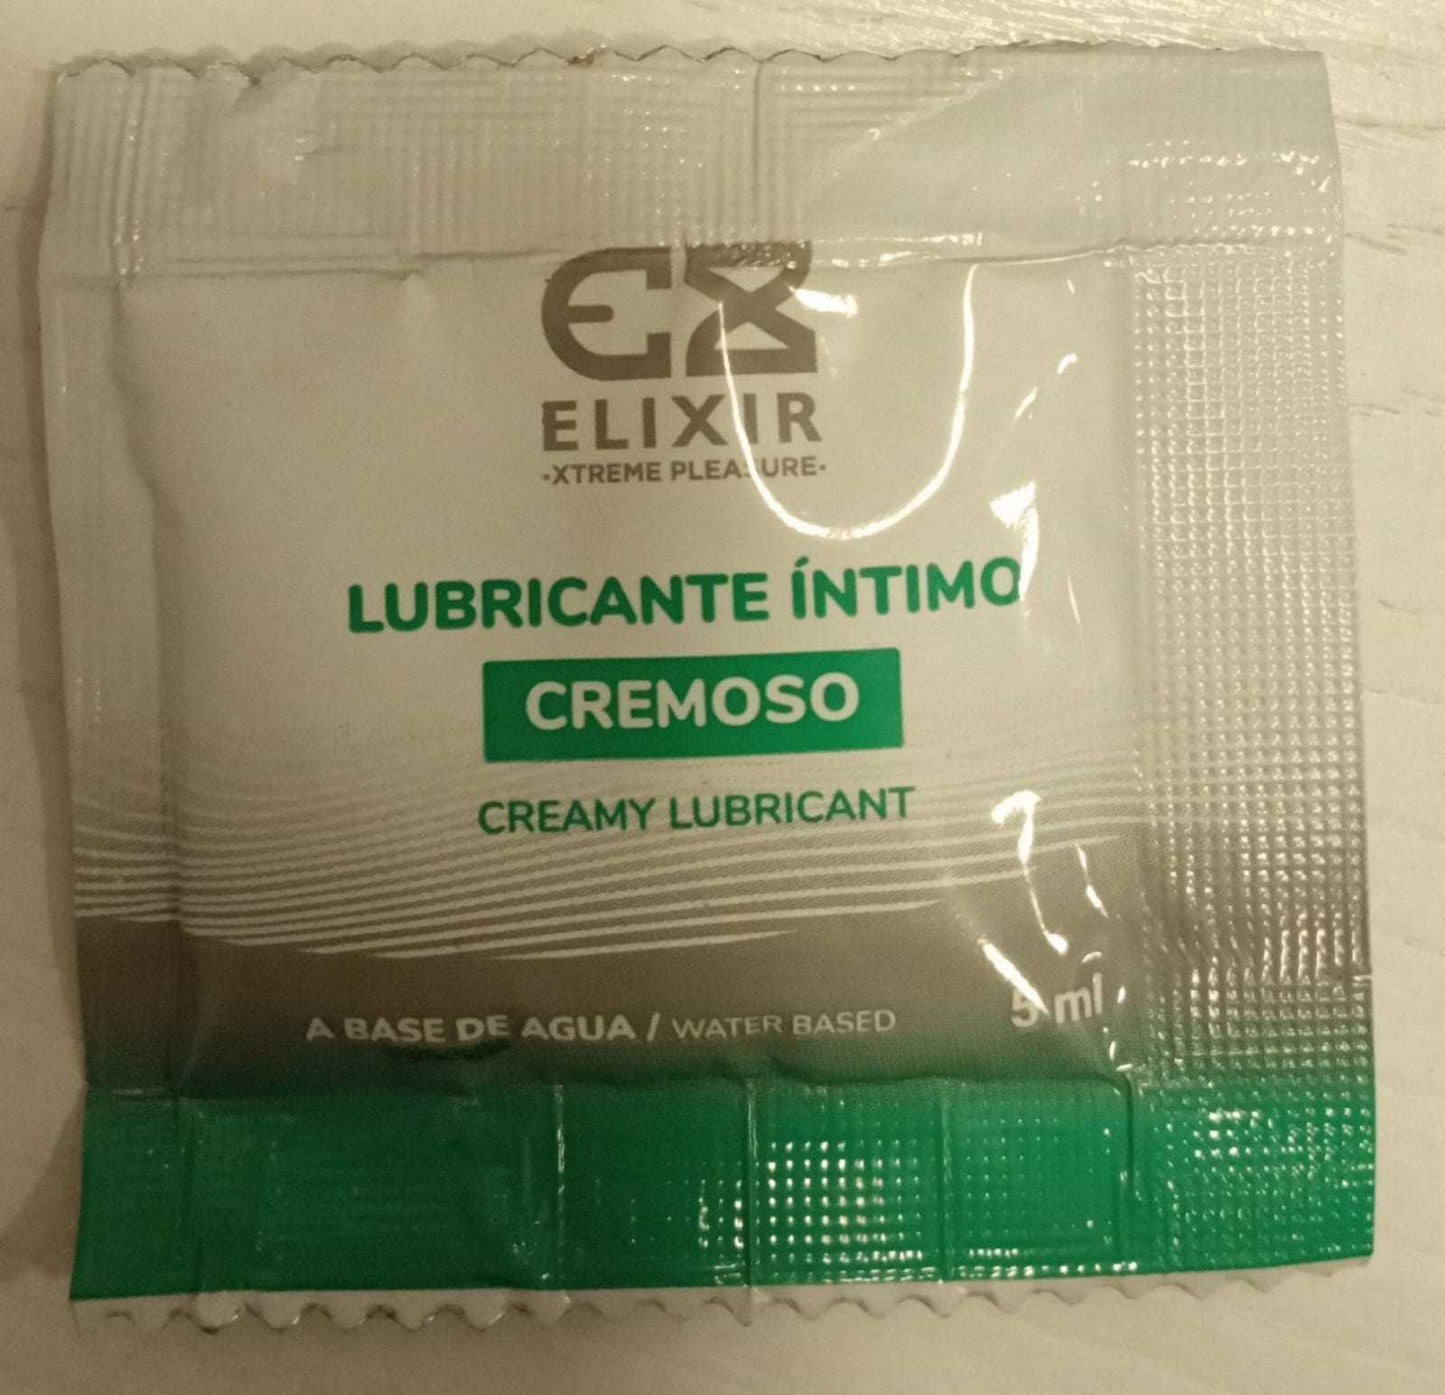 EX
ELIXIR
·XTREME PLEASURE·
LUBRICANTE ÍNTIMO
CREMOSO
CREAMY LUBRICANT
5 ml
A BASE DE AGUA / WATER BASED